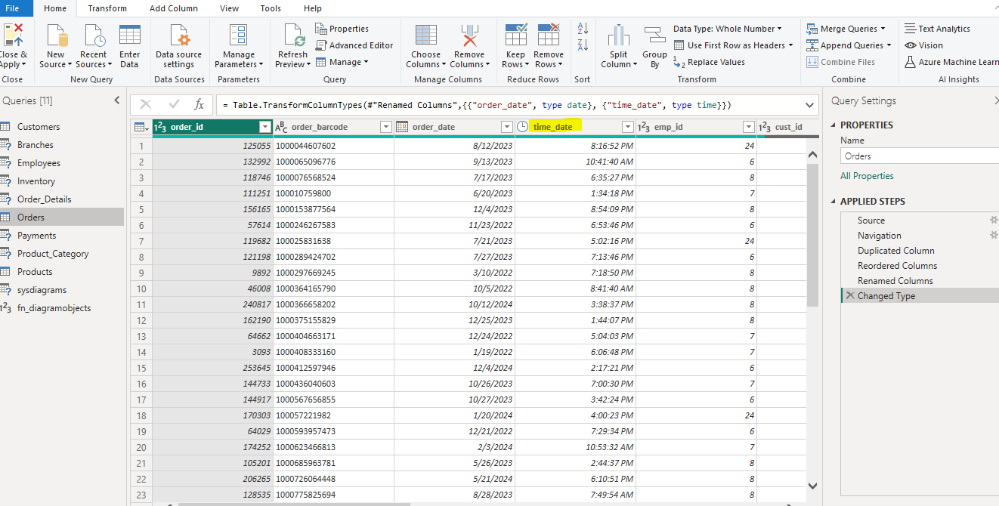 File Home Transform Add Column View Tools Help
Close & Apply
New Source
Recent Sources
Enter Data
Data source settings
Manage Parameters
Refresh Preview
Properties
Advanced Editor
Manage
Choose Columns
Remove Columns
Keep Rows
Remove Rows
Split Column
Group By
Data Type: Whole Number
Use First Row as Headers
Replace Values
Merge Queries
Append Queries
Combine Files
Text Analytics
Vision
Azure Machine Learn
Close New Query Data Sources Parameters Query Manage Columns Reduce Rows Sort Transform Combine AI Insights
Queries [11]
Customers
Branches
Employees
Inventory
Order_Details
Orders
Payments
Product_Category
Products
sysdiagrams
fn_diagramobjects
fx = Table.TransformColumnTypes(#"Renamed Columns",{{"order_date", type date}, {"time_date", type time}})
order_id order_barcode order_date time_date emp_id cust_id
1 125055 1000044607602 8/12/2023 8:16:52 PM 24
2 132992 1000065096776 9/13/2023 10:41:40 AM 6
3 118746 1000076568524 7/17/2023 6:35:27 PM 8
4 111251 100010759800 6/20/2023 1:34:18 PM 7
5 156165 1000153877564 12/4/2023 8:54:09 PM 8
6 57614 1000246267583 11/23/2022 6:53:46 PM 6
7 119682 100025831638 7/21/2023 5:02:16 PM 24
8 121198 1000289424702 7/27/2023 7:13:46 PM 6
9 9892 1000297669245 3/10/2022 7:18:50 PM 8
10 46008 1000364165790 10/5/2022 8:41:40 AM 8
11 240817 1000366658202 10/12/2024 3:38:37 PM 8
12 162190 1000375155829 12/25/2023 1:44:07 PM 8
13 64662 1000404663171 12/24/2022 5:04:03 PM 7
14 3093 1000408333160 1/19/2022 6:06:48 PM 7
15 253645 1000412597946 12/4/2024 2:17:21 PM 6
16 144733 1000436040603 10/26/2023 7:00:30 PM 7
17 144917 1000567656855 10/27/2023 3:42:24 PM 6
18 170303 100057221982 1/20/2024 4:00:23 PM 24
19 64029 1000593957473 12/21/2022 7:29:34 PM 6
20 174252 1000623466813 2/3/2024 10:53:32 AM 7
21 105201 1000685963781 5/26/2023 2:44:37 PM 8
22 206265 1000726064448 5/21/2024 6:10:51 PM 8
23 128535 1000775825694 8/28/2023 7:49:54 AM 8
Query Settings
PROPERTIES
Name
Orders
All Properties
APPLIED STEPS
Source
Navigation
Duplicated Column
Reordered Columns
Renamed Columns
Changed Type